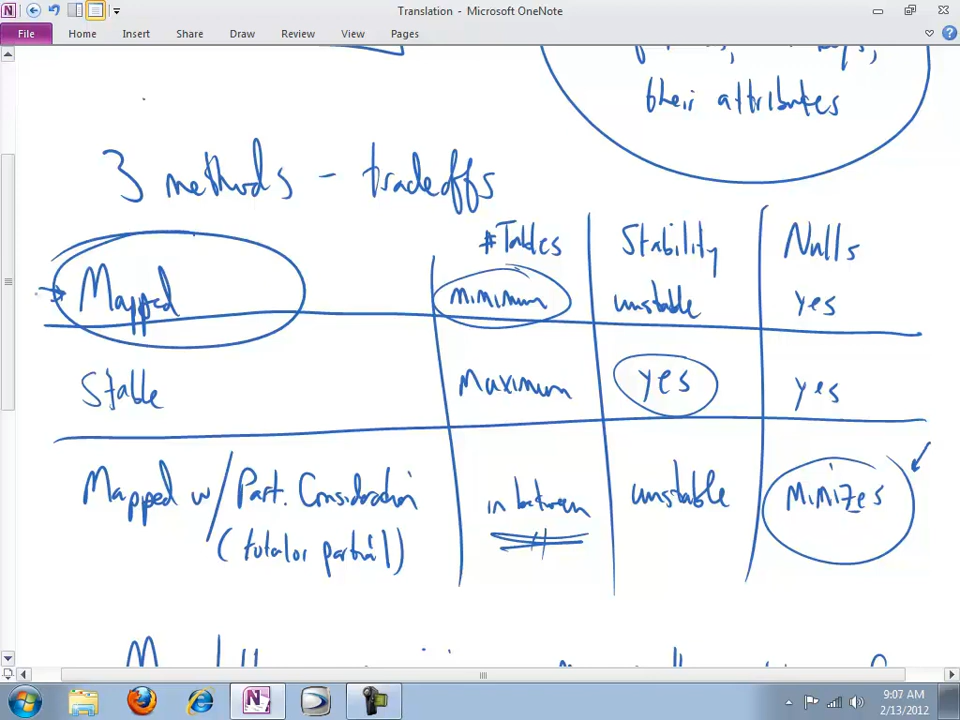 Translation - Microsoft OneNote
File Home Insert Share Draw Review View Pages
their attributes
3 methods - tradeoffs
#Tables Stability Nulls
Mapped minimum unstable yes
Stable Maximum yes yes
Mapped w/ Part. Consideration in between unstable Minizes
(total or partial)
9:07 AM
2/13/2012